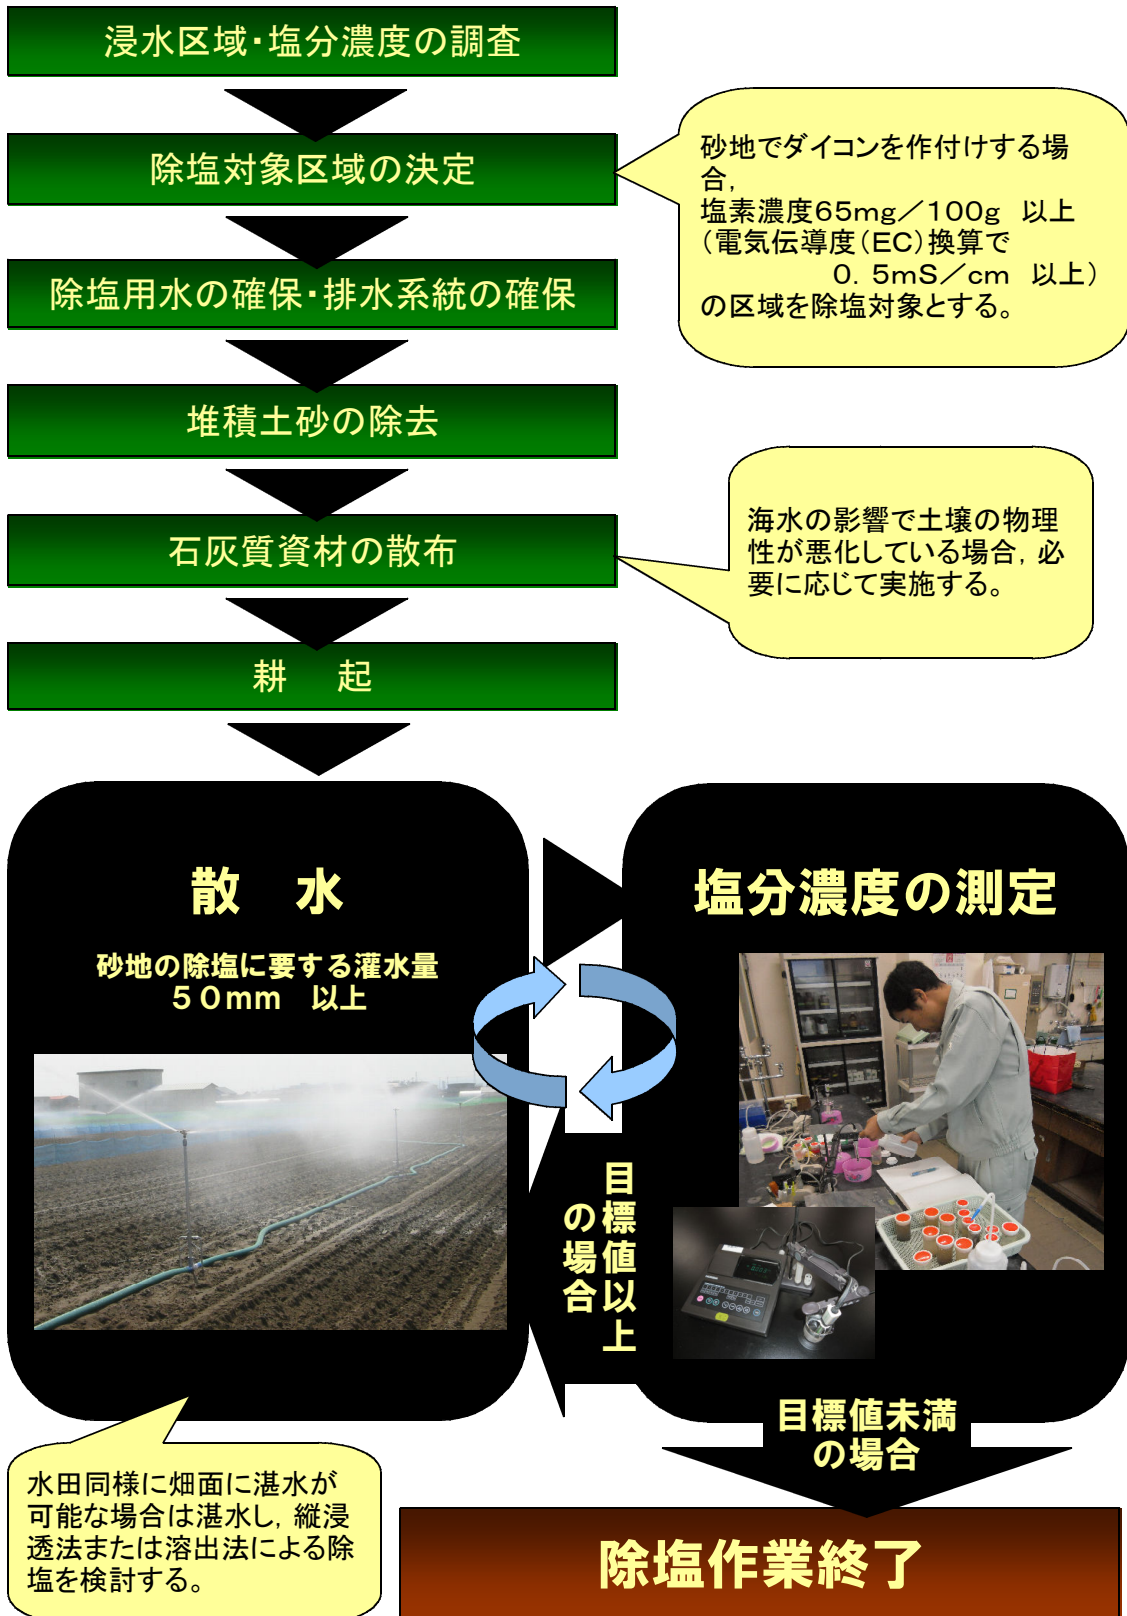 浸水区域・塩分濃度の調査
除塩対象区域の決定
砂地でダイコンを作付けする場
合，
塩素濃度６５ｍｇ／１００ｇ　以上
（電気伝導度（ＥＣ）換算で
０．５ｍＳ／ｃｍ　以上）
の区域を除塩対象とする。
除塩用水の確保・排水系統の確保
堆積土砂の除去
石灰質資材の散布
海水の影響で土壌の物理
性が悪化している場合，必
要に応じて実施する。
耕　起
散　水
砂地の除塩に要する灌水量
５０ｍｍ　以上
塩分濃度の測定
目標値以上
の場合
目標値未満
の場合
水田同様に畑面に湛水が
可能な場合は湛水し，縦浸
透法または溶出法による除
塩を検討する。
除塩作業終了